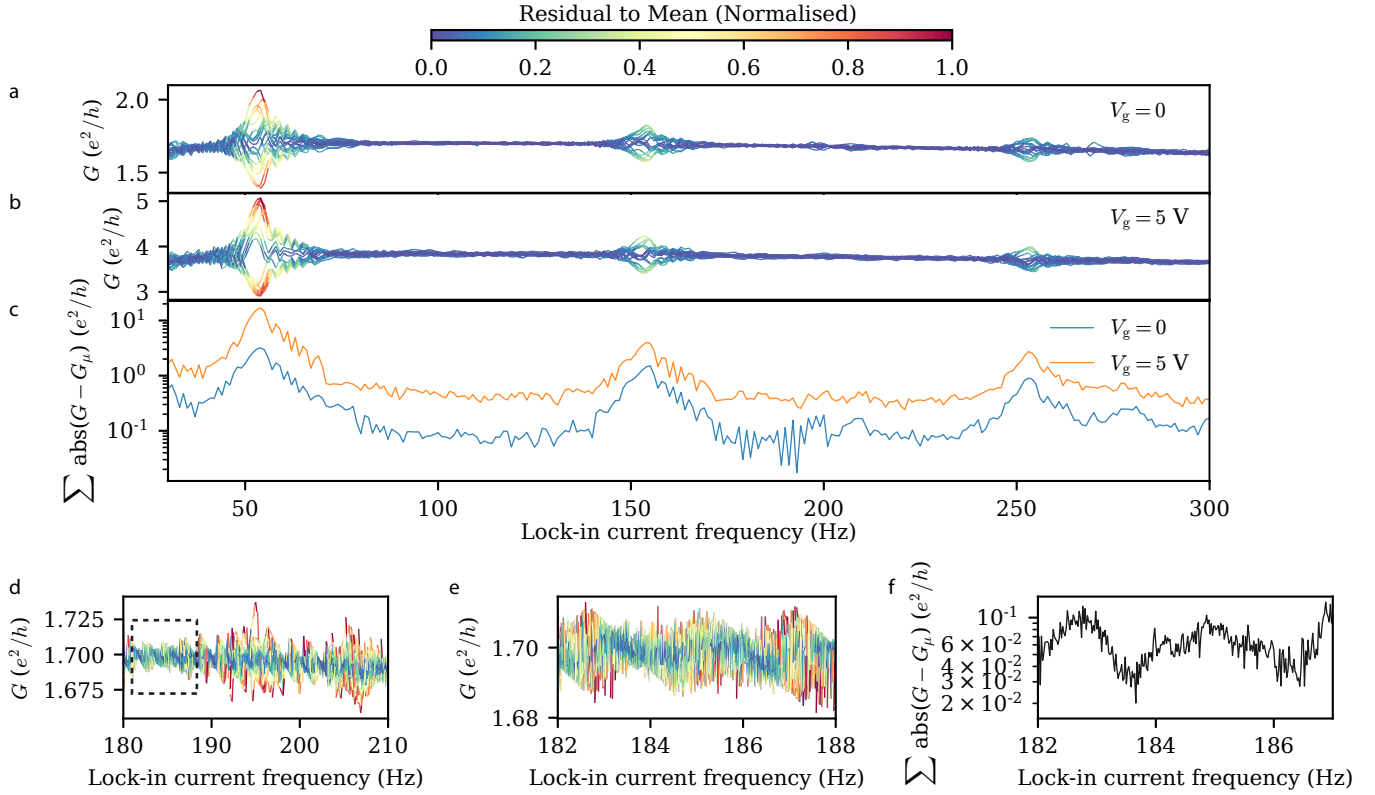 Residual to Mean (Normalised)
0.0 0.2 0.4 0.6 0.8 1.0
a
G (e²/h)
2.0
1.5
V_g = 0
b
G (e²/h)
5
4
3
V_g = 5 V
c
∑ abs(G − G_μ) (e²/h)
10¹
10⁰
10⁻¹
V_g = 0
V_g = 5 V
50 100 150 200 250 300
Lock-in current frequency (Hz)
d
G (e²/h)
1.725
1.700
1.675
180 190 200 210
Lock-in current frequency (Hz)
e
G (e²/h)
1.70
1.68
182 184 186 188
Lock-in current frequency (Hz)
f
∑ abs(G − G_μ) (e²/h)
10⁻¹
6 × 10⁻²
4 × 10⁻²
3 × 10⁻²
2 × 10⁻²
182 184 186
Lock-in current frequency (Hz)